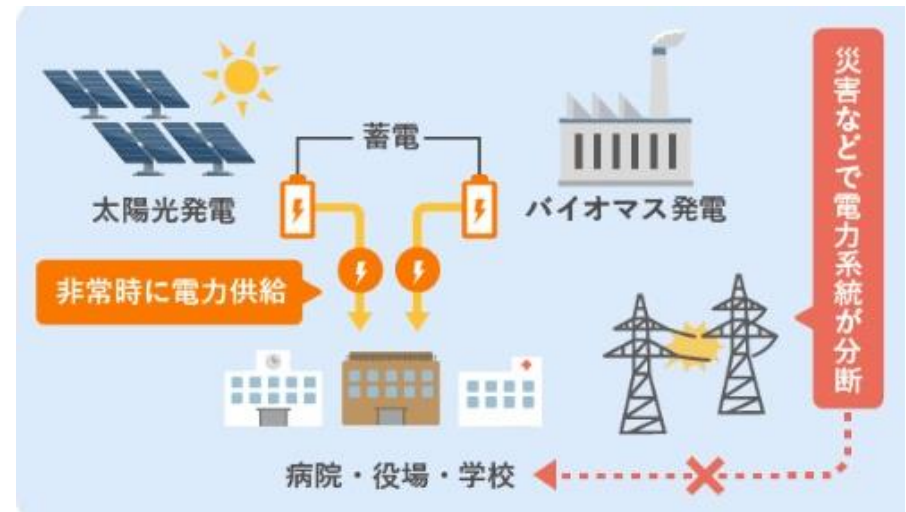 蓄電
太陽光発電
バイオマス発電
災害などで電力系統が分断
非常時に電力供給
病院・役場・学校